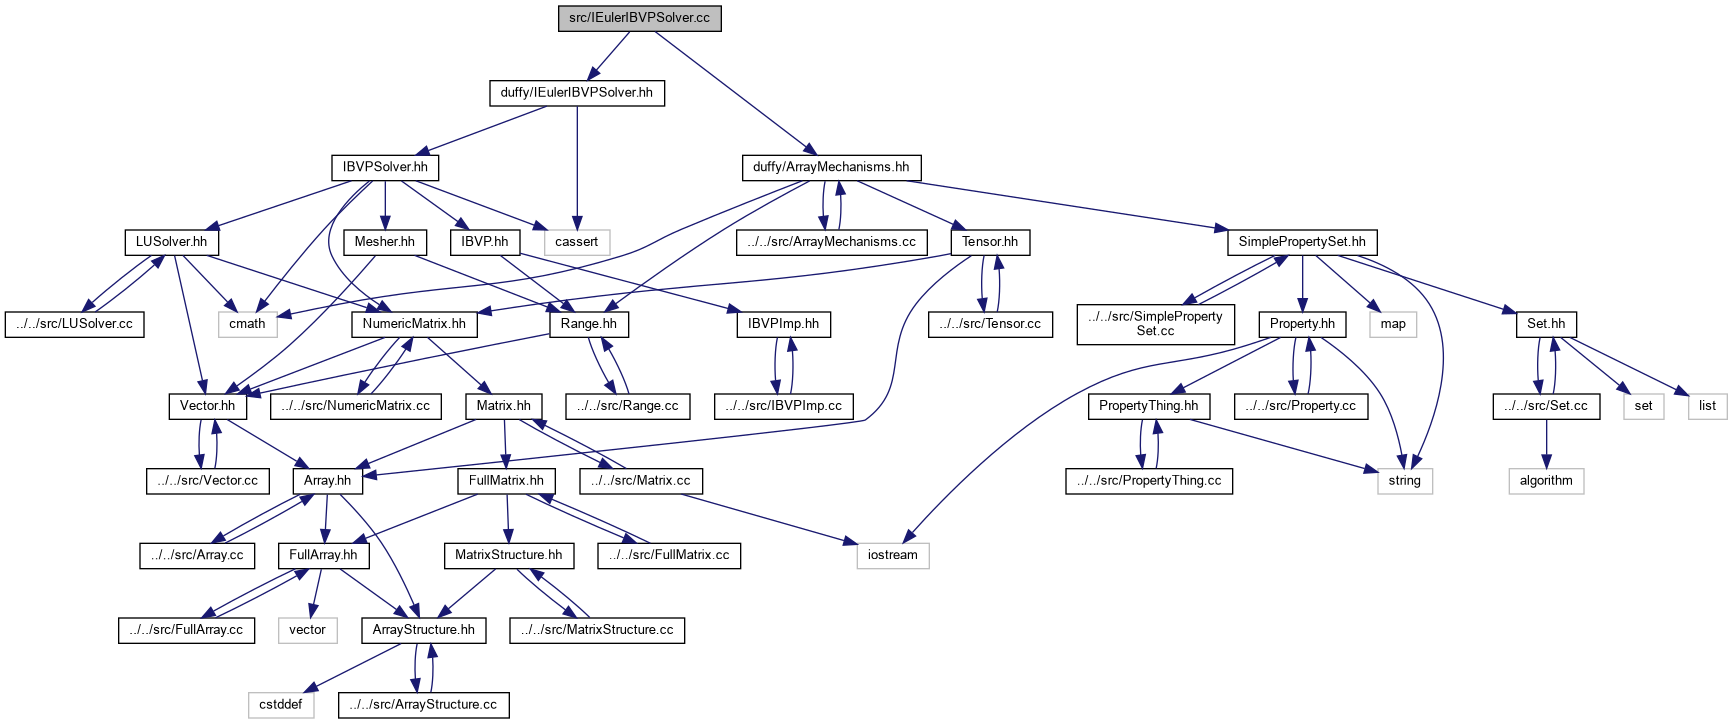 src/IEulerIBVPSolver.cc
duffy/IEulerIBVPSolver.hh
IBVPSolver.hh
duffy/ArrayMechanisms.hh
LUSolver.hh
Mesher.hh
IBVP.hh
cassert
../../src/ArrayMechanisms.cc
Tensor.hh
SimplePropertySet.hh
../../src/LUSolver.cc
cmath
NumericMatrix.hh
Range.hh
IBVPImp.hh
../../src/Tensor.cc
../../src/SimpleProperty
Set.cc
Property.hh
map
Set.hh
Vector.hh
../../src/NumericMatrix.cc
Matrix.hh
../../src/Range.cc
../../src/IBVPImp.cc
PropertyThing.hh
../../src/Property.cc
../../src/Set.cc
set
list
../../src/Vector.cc
Array.hh
FullMatrix.hh
../../src/Matrix.cc
../../src/PropertyThing.cc
string
algorithm
../../src/Array.cc
FullArray.hh
MatrixStructure.hh
../../src/FullMatrix.cc
iostream
../../src/FullArray.cc
vector
ArrayStructure.hh
../../src/MatrixStructure.cc
cstddef
../../src/ArrayStructure.cc